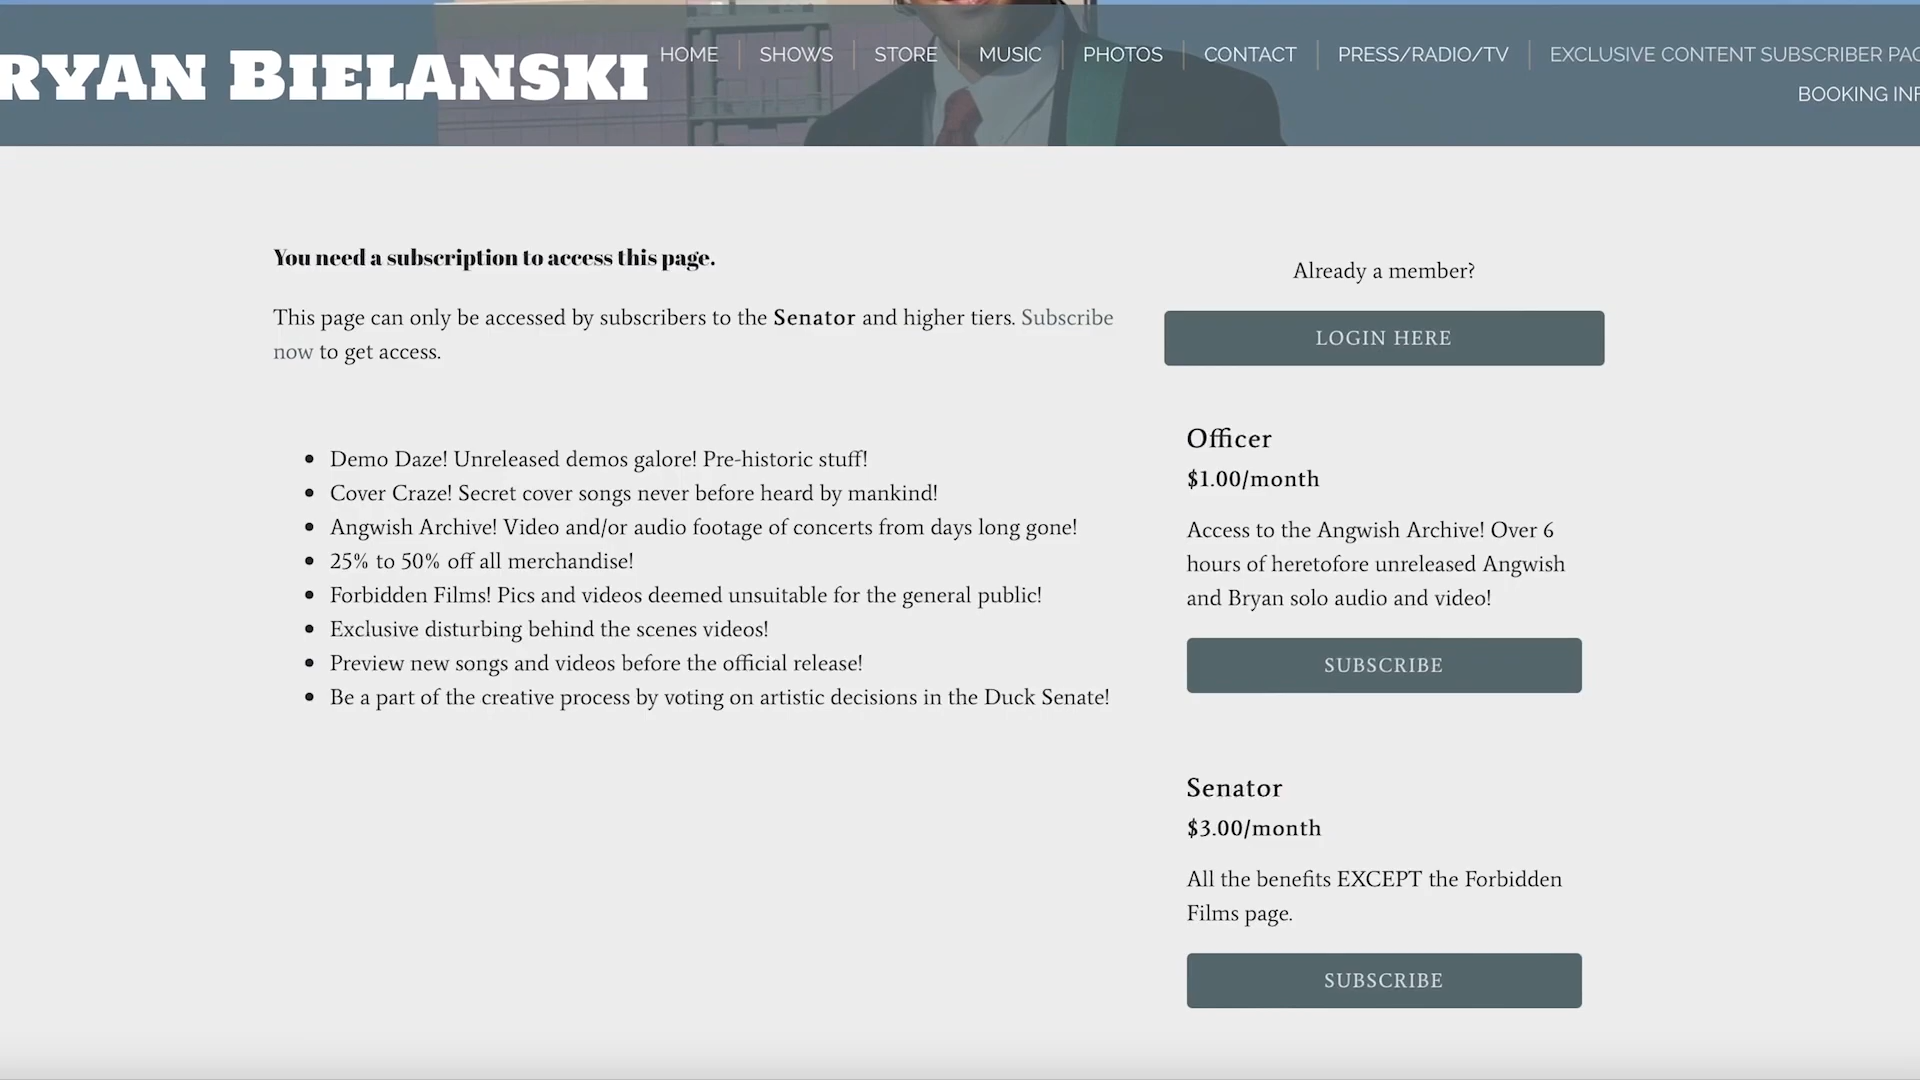 RYAN BIELANSKI
HOME
SHOWS
STORE
MUSIC
PHOTOS
CONTACT
PRESS/RADIO/TV
EXCLUSIVE CONTENT SUBSCRIBER PAG
BOOKING INF
You need a subscription to access this page.
This page can only be accessed by subscribers to the Senator and higher tiers. Subscribe
now to get access.
Demo Daze! Unreleased demos galore! Pre-historic stuff!
Cover Craze! Secret cover songs never before heard by mankind!
Angwish Archive! Video and/or audio footage of concerts from days long gone!
25% to 50% off all merchandise!
Forbidden Films! Pics and videos deemed unsuitable for the general public!
Exclusive disturbing behind the scenes videos!
Preview new songs and videos before the official release!
Be a part of the creative process by voting on artistic decisions in the Duck Senate!
Already a member?
LOGIN HERE
Officer
$1.00/month
Access to the Angwish Archive! Over 6
hours of heretofore unreleased Angwish
and Bryan solo audio and video!
SUBSCRIBE
Senator
$3.00/month
All the benefits EXCEPT the Forbidden
Films page.
SUBSCRIBE